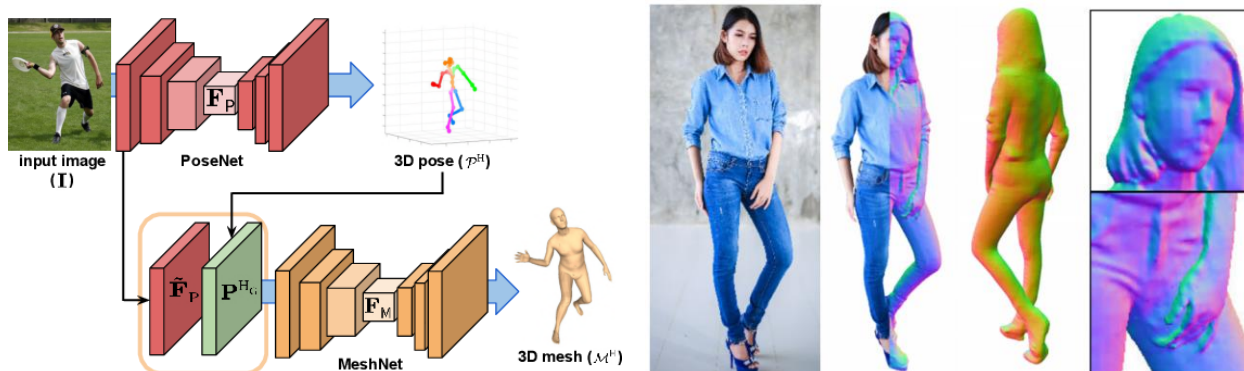 F_P
PoseNet
input image
(I)
3D pose (𝒫^H)
F̃_P
P^{H_G}
F_M
MeshNet
3D mesh (ℳ^H)